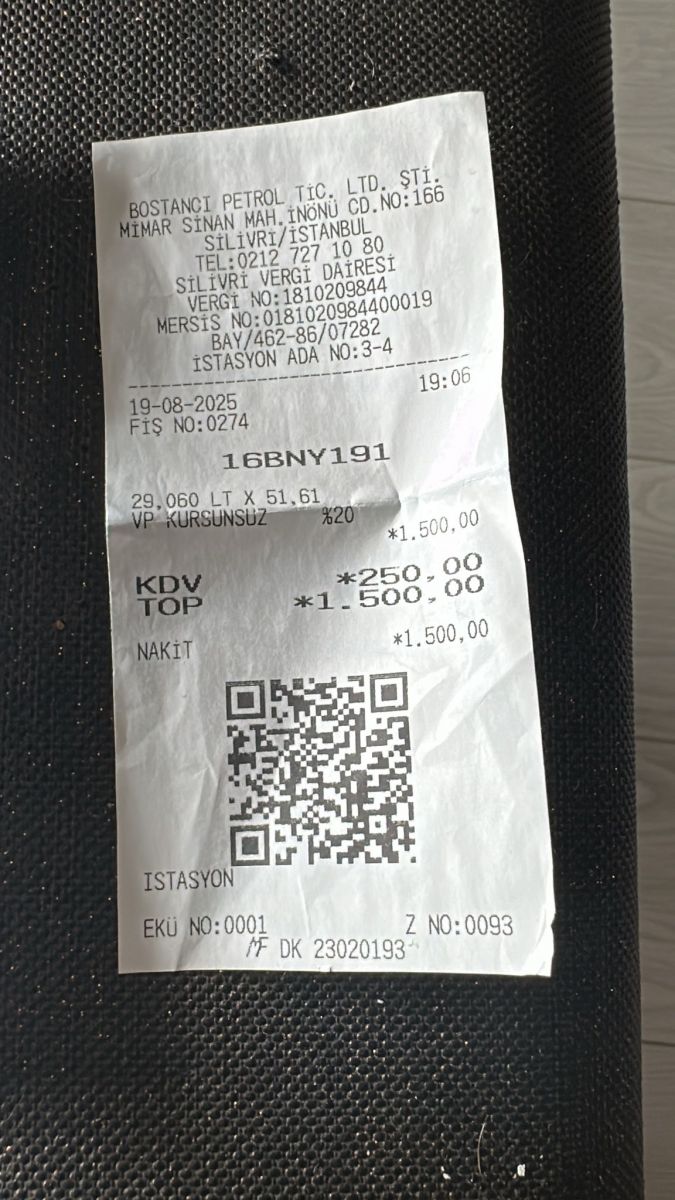 BOSTANCI PETROL TİC. LTD. ŞTİ.
MİMAR SİNAN MAH.İNÖNÜ CD.NO:166
SİLİVRİ/İSTANBUL
TEL:0212 727 10 80
SİLİVRİ VERGİ DAİRESİ
VERGİ NO:1810209844
MERSİS NO:0181020984400019
BAY/462-86/07282
İSTASYON ADA NO:3-4
19-08-2025 19:06
FİŞ NO:0274
16BNY191
29,060 LT X 51,61
VP KURŞUNSUZ %20 *1.500,00
KDV *250,00
TOP *1.500,00
NAKİT *1.500,00
ISTASYON
EKÜ NO:0001 Z NO:0093
MF DK 23020193